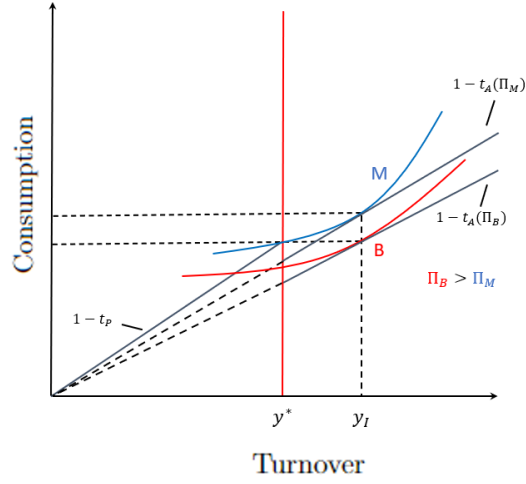 1 − t_A(Π_M)
M
Consumption
1 − t_A(Π_B)
B
Π_B > Π_M
1 − t_P
y*
y_I
Turnover